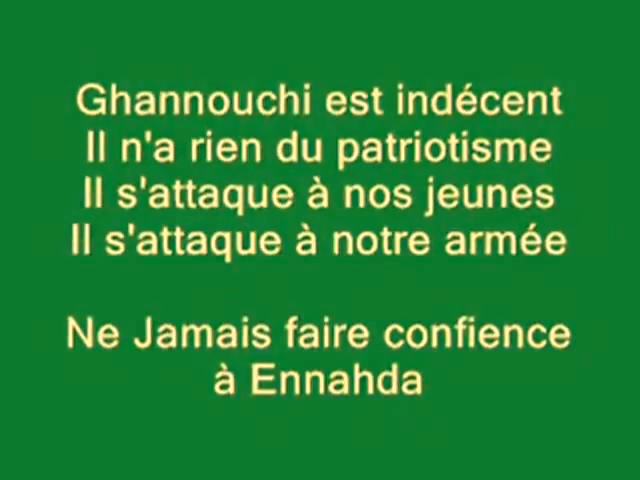 Ghannouchi est indécent
Il n'a rien du patriotisme
Il s'attaque à nos jeunes
Il s'attaque à notre armée
Ne Jamais faire confience
à Ennahda